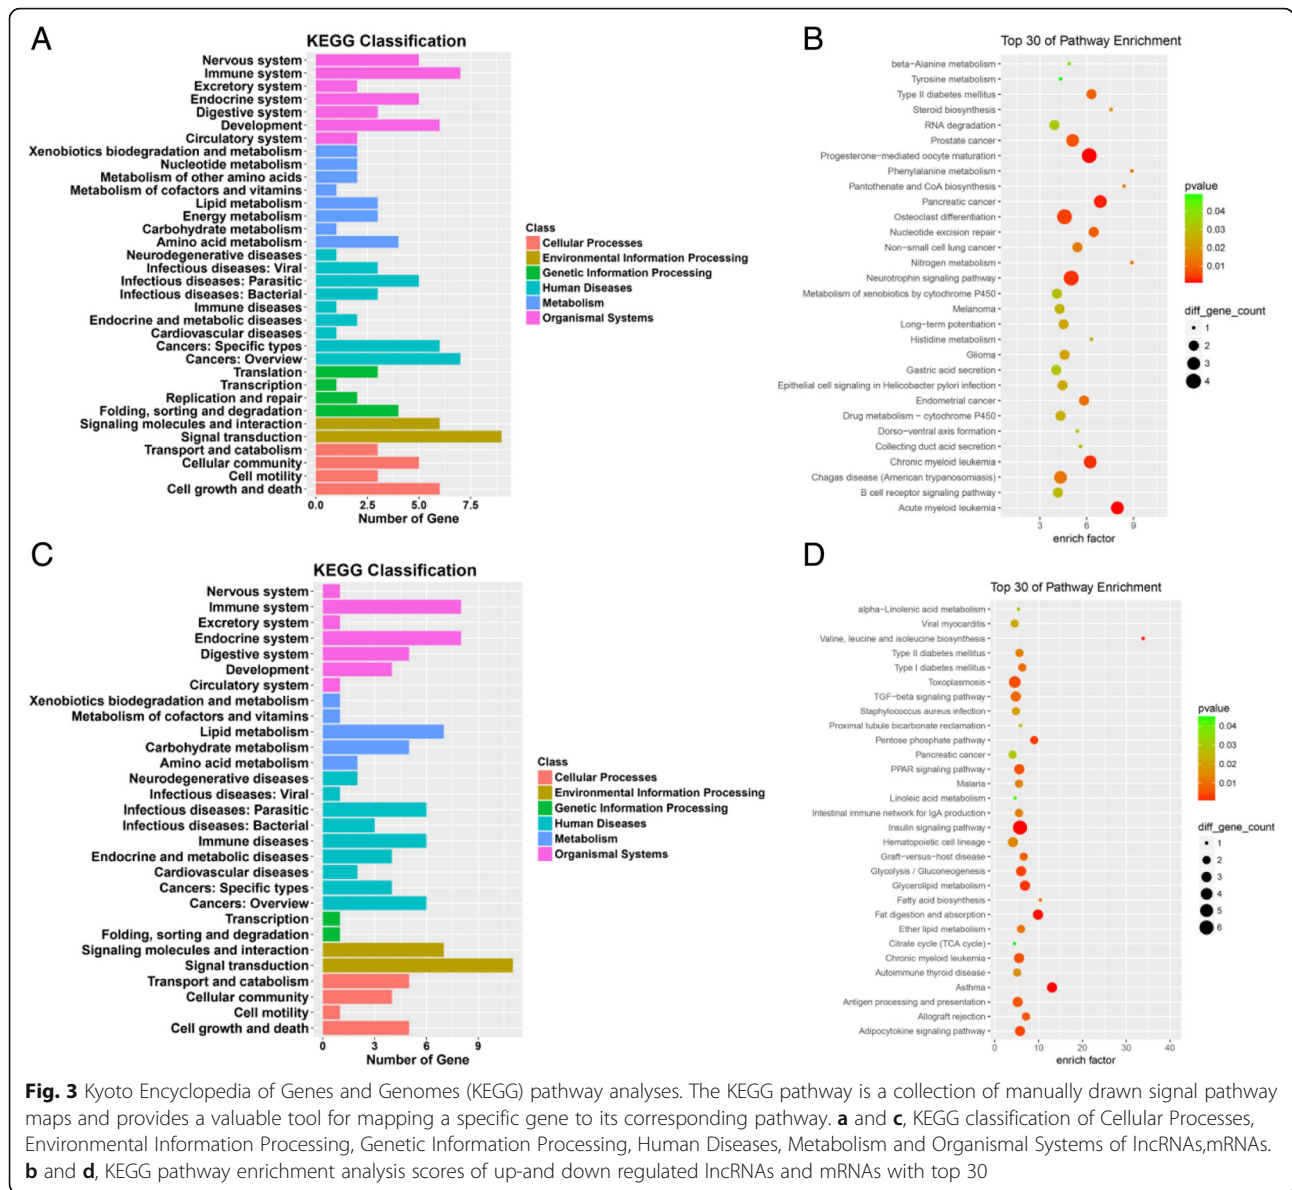 A
KEGG Classification
Nervous system
Immune system
Excretory system
Endocrine system
Digestive system
Development
Circulatory system
Xenobiotics biodegradation and metabolism
Nucleotide metabolism
Metabolism of other amino acids
Metabolism of cofactors and vitamins
Lipid metabolism
Energy metabolism
Carbohydrate metabolism
Amino acid metabolism
Neurodegenerative diseases
Infectious diseases: Viral
Infectious diseases: Parasitic
Infectious diseases: Bacterial
Immune diseases
Endocrine and metabolic diseases
Cardiovascular diseases
Cancers: Specific types
Cancers: Overview
Translation
Transcription
Replication and repair
Folding, sorting and degradation
Signaling molecules and interaction
Signal transduction
Transport and catabolism
Cellular community
Cell motility
Cell growth and death
0.0 2.5 5.0 7.5
Number of Gene
Class
Cellular Processes
Environmental Information Processing
Genetic Information Processing
Human Diseases
Metabolism
Organismal Systems
B
Top 30 of Pathway Enrichment
beta−Alanine metabolism
Tyrosine metabolism
Type II diabetes mellitus
Steroid biosynthesis
RNA degradation
Prostate cancer
Progesterone−mediated oocyte maturation
Phenylalanine metabolism
Pantothenate and CoA biosynthesis
Pancreatic cancer
Osteoclast differentiation
Nucleotide excision repair
Non−small cell lung cancer
Nitrogen metabolism
Neurotrophin signaling pathway
Metabolism of xenobiotics by cytochrome P450
Melanoma
Long−term potentiation
Histidine metabolism
Glioma
Gastric acid secretion
Epithelial cell signaling in Helicobacter pylori infection
Endometrial cancer
Drug metabolism − cytochrome P450
Dorso−ventral axis formation
Collecting duct acid secretion
Chronic myeloid leukemia
Chagas disease (American trypanosomiasis)
B cell receptor signaling pathway
Acute myeloid leukemia
3 6 9
enrich factor
pvalue
0.04
0.03
0.02
0.01
diff_gene_count
1
2
3
4
C
KEGG Classification
Nervous system
Immune system
Excretory system
Endocrine system
Digestive system
Development
Circulatory system
Xenobiotics biodegradation and metabolism
Metabolism of cofactors and vitamins
Lipid metabolism
Carbohydrate metabolism
Amino acid metabolism
Neurodegenerative diseases
Infectious diseases: Viral
Infectious diseases: Parasitic
Infectious diseases: Bacterial
Immune diseases
Endocrine and metabolic diseases
Cardiovascular diseases
Cancers: Specific types
Cancers: Overview
Transcription
Folding, sorting and degradation
Signaling molecules and interaction
Signal transduction
Transport and catabolism
Cellular community
Cell motility
Cell growth and death
0 3 6 9
Number of Gene
Class
Cellular Processes
Environmental Information Processing
Genetic Information Processing
Human Diseases
Metabolism
Organismal Systems
D
Top 30 of Pathway Enrichment
alpha−Linolenic acid metabolism
Viral myocarditis
Valine, leucine and isoleucine biosynthesis
Type II diabetes mellitus
Type I diabetes mellitus
Toxoplasmosis
TGF−beta signaling pathway
Staphylococcus aureus infection
Proximal tubule bicarbonate reclamation
Pentose phosphate pathway
Pancreatic cancer
PPAR signaling pathway
Malaria
Linoleic acid metabolism
Intestinal immune network for IgA production
Insulin signaling pathway
Hematopoietic cell lineage
Graft−versus−host disease
Glycolysis / Gluconeogenesis
Glycerolipid metabolism
Fatty acid biosynthesis
Fat digestion and absorption
Ether lipid metabolism
Citrate cycle (TCA cycle)
Chronic myeloid leukemia
Autoimmune thyroid disease
Asthma
Antigen processing and presentation
Allograft rejection
Adipocytokine signaling pathway
0 10 20 30 40
enrich factor
pvalue
0.04
0.03
0.02
0.01
diff_gene_count
1
2
3
4
5
6
Fig. 3 Kyoto Encyclopedia of Genes and Genomes (KEGG) pathway analyses. The KEGG pathway is a collection of manually drawn signal pathway
maps and provides a valuable tool for mapping a specific gene to its corresponding pathway. a and c, KEGG classification of Cellular Processes,
Environmental Information Processing, Genetic Information Processing, Human Diseases, Metabolism and Organismal Systems of lncRNAs,mRNAs.
b and d, KEGG pathway enrichment analysis scores of up-and down regulated lncRNAs and mRNAs with top 30